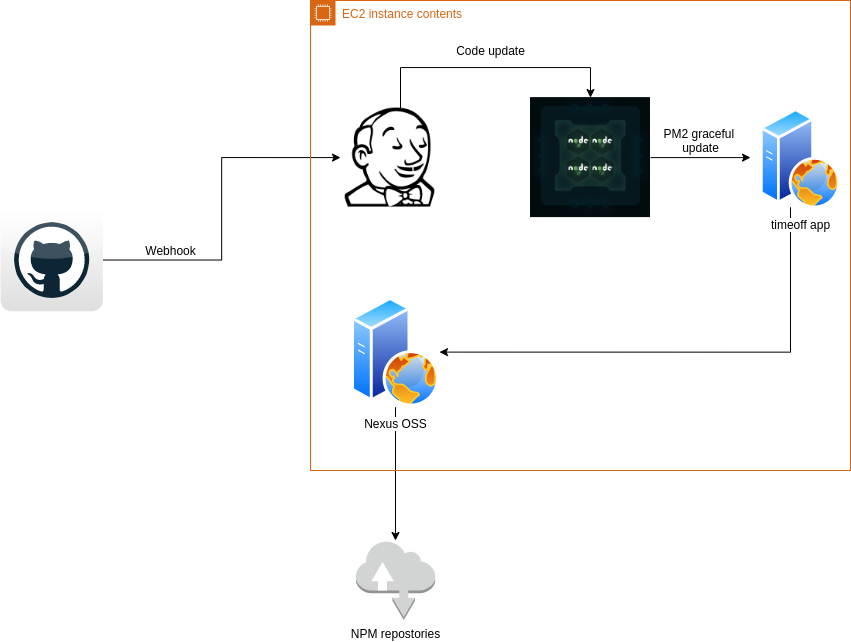 EC2 instance contents
Code update
PM2 graceful
update
node node
node node
Webhook
timeoff app
Nexus OSS
NPM repostories